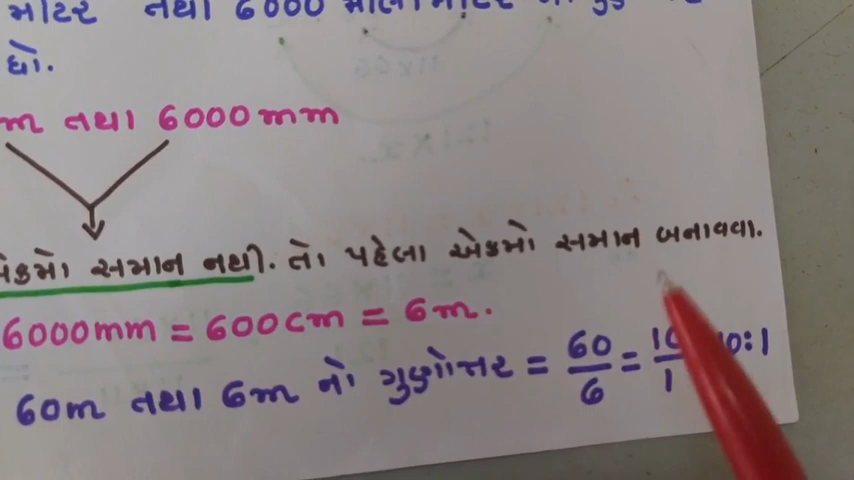 મીટર તથા 6000 મીલીમીટર નો
ધો.
m તથા 6000mm
એકમો સમાન નથી. તો પહેલા એકમો સમાન બનાવવા.
6000mm = 600cm = 6m.
60m તથા 6m નો ગુણોત્તર = 60/6 = 10/1 10:1